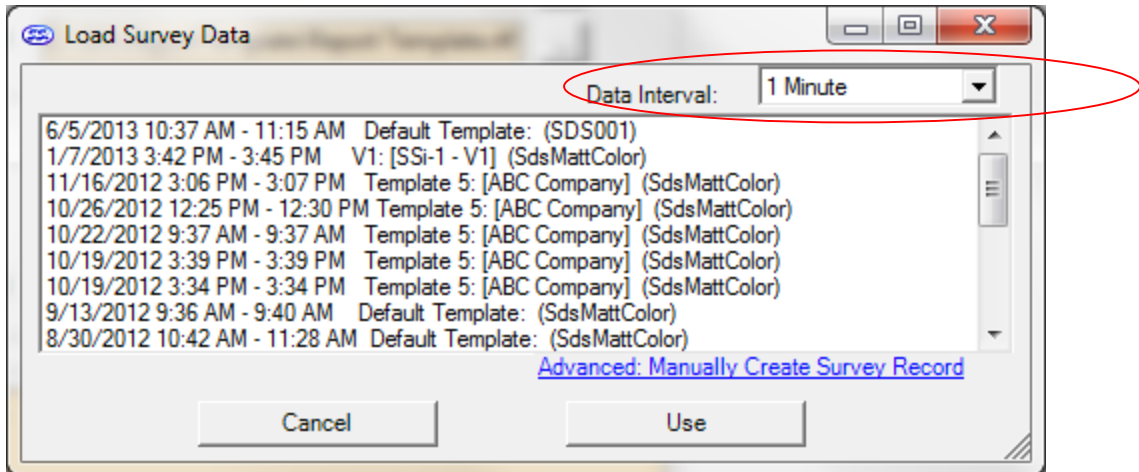 Load Survey Data
Data Interval: 1 Minute
6/5/2013 10:37 AM - 11:15 AM Default Template: (SDS001)
1/7/2013 3:42 PM - 3:45 PM V1: [SSi-1 - V1] (SdsMattColor)
11/16/2012 3:06 PM - 3:07 PM Template 5: [ABC Company] (SdsMattColor)
10/26/2012 12:25 PM - 12:30 PM Template 5: [ABC Company] (SdsMattColor)
10/22/2012 9:37 AM - 9:37 AM Template 5: [ABC Company] (SdsMattColor)
10/19/2012 3:39 PM - 3:39 PM Template 5: [ABC Company] (SdsMattColor)
10/19/2012 3:34 PM - 3:34 PM Template 5: [ABC Company] (SdsMattColor)
9/13/2012 9:36 AM - 9:40 AM Default Template: (SdsMattColor)
8/30/2012 10:42 AM - 11:28 AM Default Template: (SdsMattColor)
Advanced: Manually Create Survey Record
Cancel Use